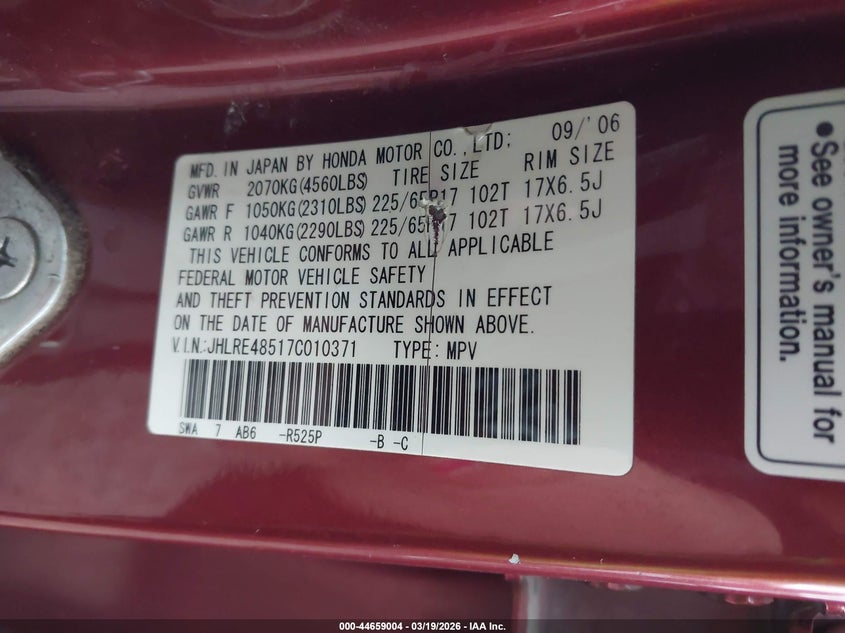 MFD. IN JAPAN BY HONDA MOTOR CO., LTD; 09/'06
GVWR 2070KG(4560LBS) TIRE SIZE RIM SIZE
GAWR F 1050KG(2310LBS) 225/65R17 102T 17X6.5J
GAWR R 1040KG(2290LBS) 225/65R17 102T 17X6.5J
THIS VEHICLE CONFORMS TO ALL APPLICABLE
FEDERAL MOTOR VEHICLE SAFETY
AND THEFT PREVENTION STANDARDS IN EFFECT
ON THE DATE OF MANUFACTURE SHOWN ABOVE.
V.I.N.:JHLRE48517C010371 TYPE: MPV
SWA 7 AB6 -R525P -B -C
•See owner's manual for
more information.
000-44659004 - 03/19/2026 - IAA Inc.